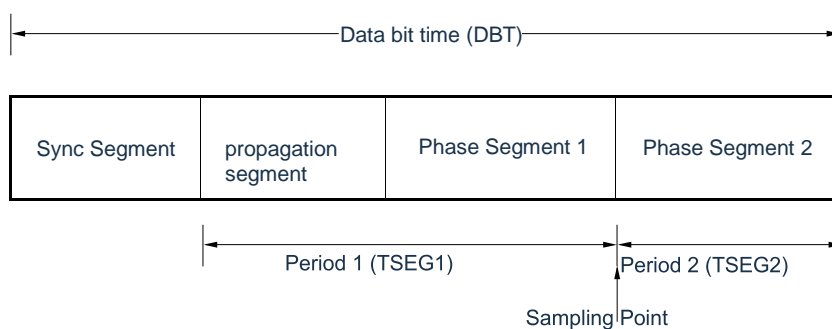 Data bit time (DBT)
Sync Segment
propagation
segment
Phase Segment 1
Phase Segment 2
Period 1 (TSEG1)
Period 2 (TSEG2)
Sampling Point